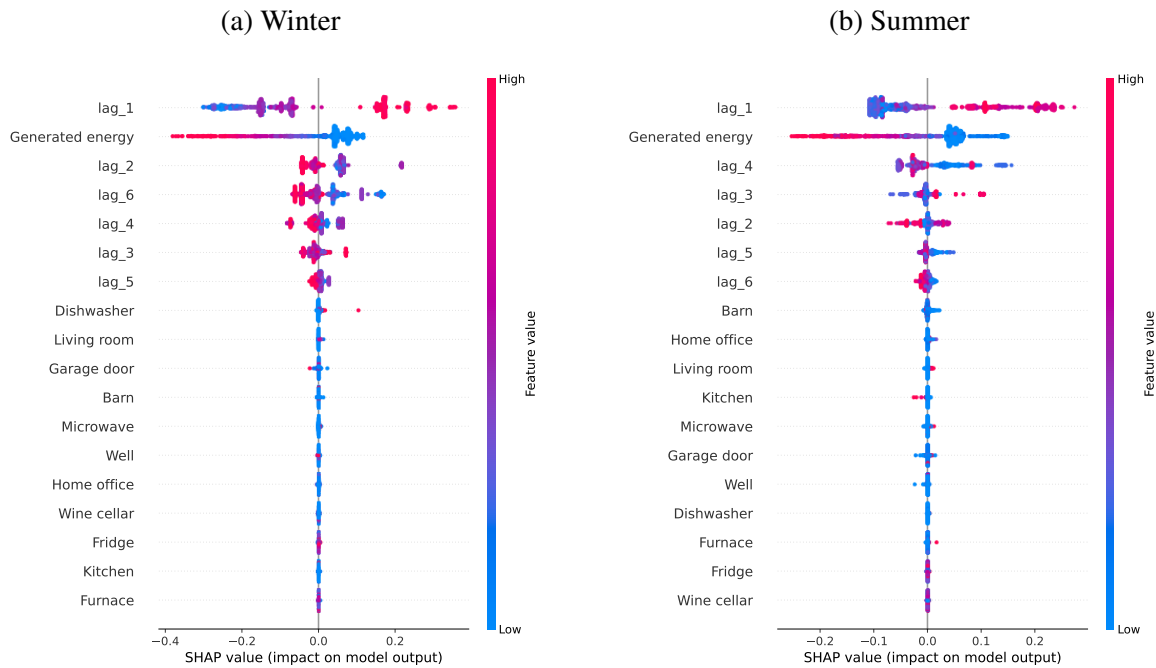 (a) Winter
High
lag_1
Generated energy
lag_2
lag_6
lag_4
lag_3
lag_5
Dishwasher
Living room
Garage door
Barn
Microwave
Well
Home office
Wine cellar
Fridge
Kitchen
Furnace
Low
Feature value
−0.4 −0.2 0.0 0.2
SHAP value (impact on model output)
(b) Summer
High
lag_1
Generated energy
lag_4
lag_3
lag_2
lag_5
lag_6
Barn
Home office
Living room
Kitchen
Microwave
Garage door
Well
Dishwasher
Furnace
Fridge
Wine cellar
Low
Feature value
−0.2 −0.1 0.0 0.1 0.2
SHAP value (impact on model output)